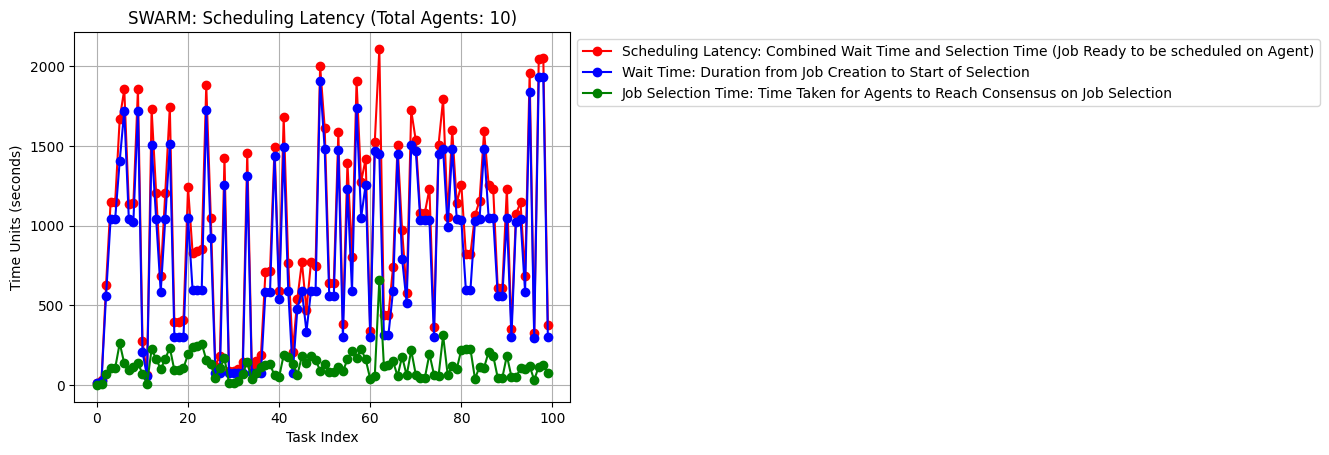 SWARM: Scheduling Latency (Total Agents: 10)
Scheduling Latency: Combined Wait Time and Selection Time (Job Ready to be scheduled on Agent)
Wait Time: Duration from Job Creation to Start of Selection
Job Selection Time: Time Taken for Agents to Reach Consensus on Job Selection
Time Units (seconds)
2000
1500
1000
500
0
0 20 40 60 80 100
Task Index